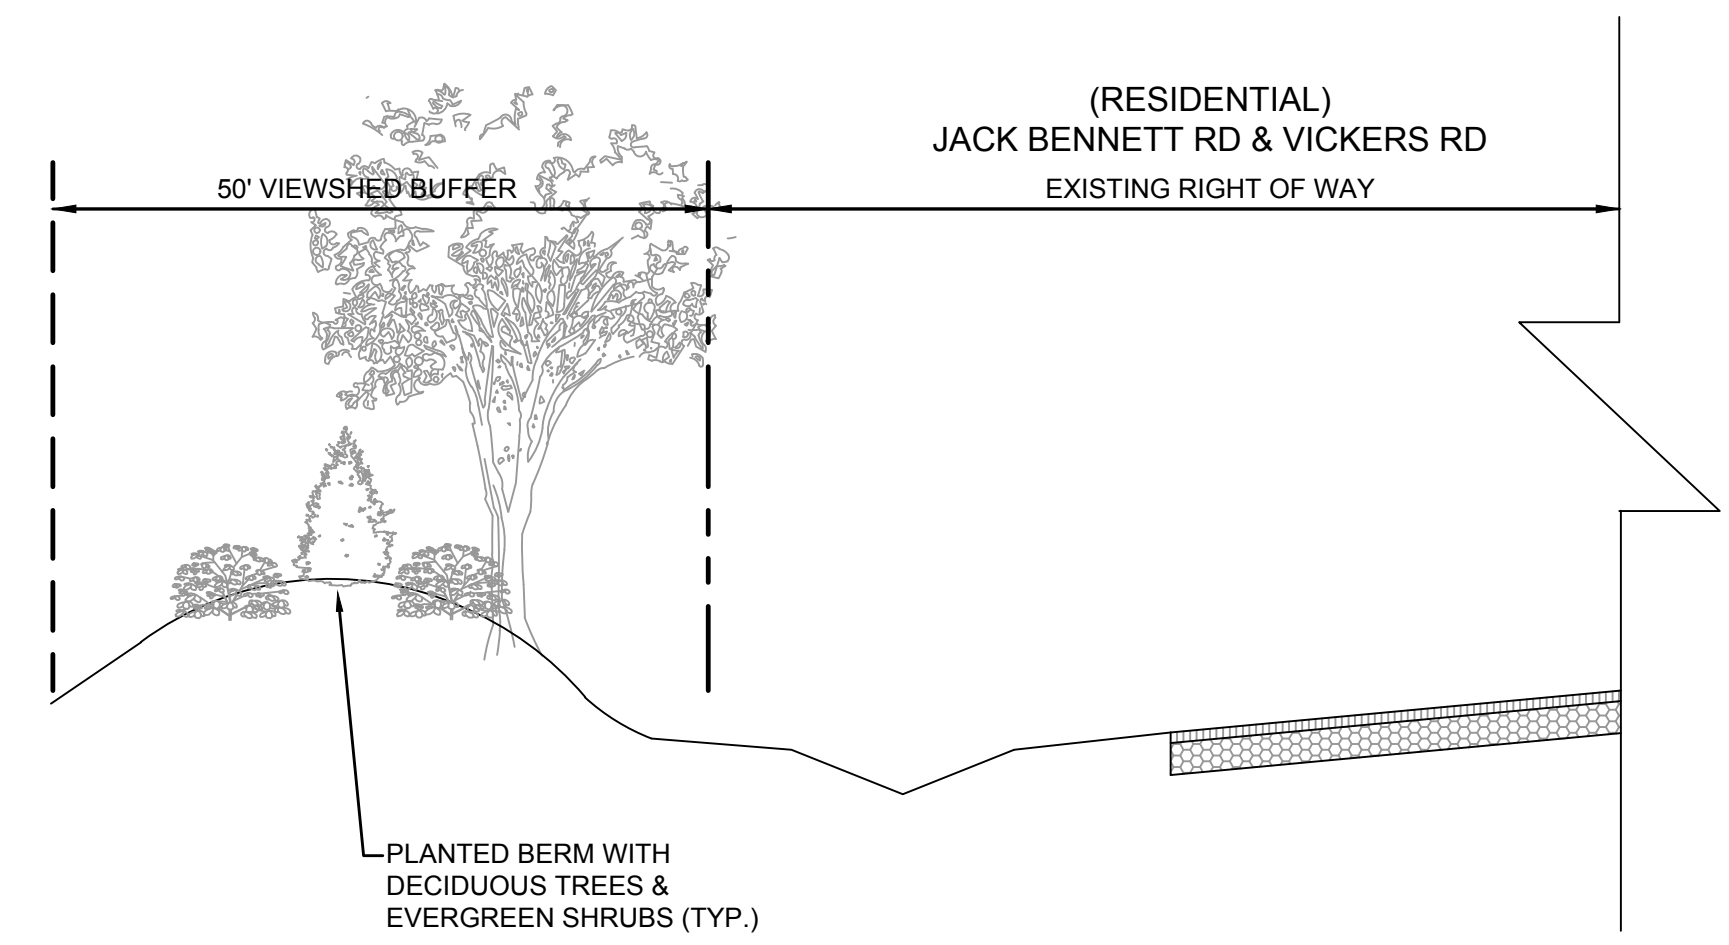 (RESIDENTIAL)
JACK BENNETT RD & VICKERS RD
50' VIEWSHED BUFFER
EXISTING RIGHT OF WAY
PLANTED BERM WITH
DECIDUOUS TREES &
EVERGREEN SHRUBS (TYP.)